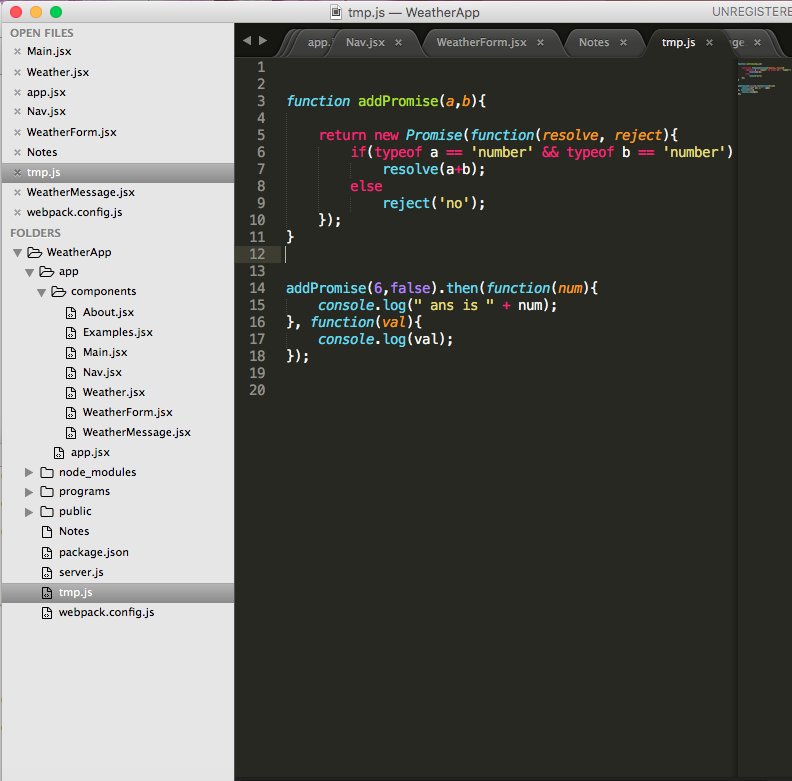 tmp.js — WeatherApp
UNREGISTERE
OPEN FILES
Main.jsx
Weather.jsx
app.jsx
Nav.jsx
WeatherForm.jsx
Notes
tmp.js
WeatherMessage.jsx
webpack.config.js
FOLDERS
WeatherApp
app
components
About.jsx
Examples.jsx
Main.jsx
Nav.jsx
Weather.jsx
WeatherForm.jsx
WeatherMessage.jsx
app.jsx
node_modules
programs
public
Notes
package.json
server.js
tmp.js
webpack.config.js
app. Nav.jsx WeatherForm.jsx Notes tmp.js ge
1
2
3 function addPromise(a,b){
4
5 return new Promise(function(resolve, reject){
6 if(typeof a == 'number' && typeof b == 'number')
7 resolve(a+b);
8 else
9 reject('no');
10 });
11 }
12
13
14 addPromise(6,false).then(function(num){
15 console.log(" ans is " + num);
16 }, function(val){
17 console.log(val);
18 });
19
20